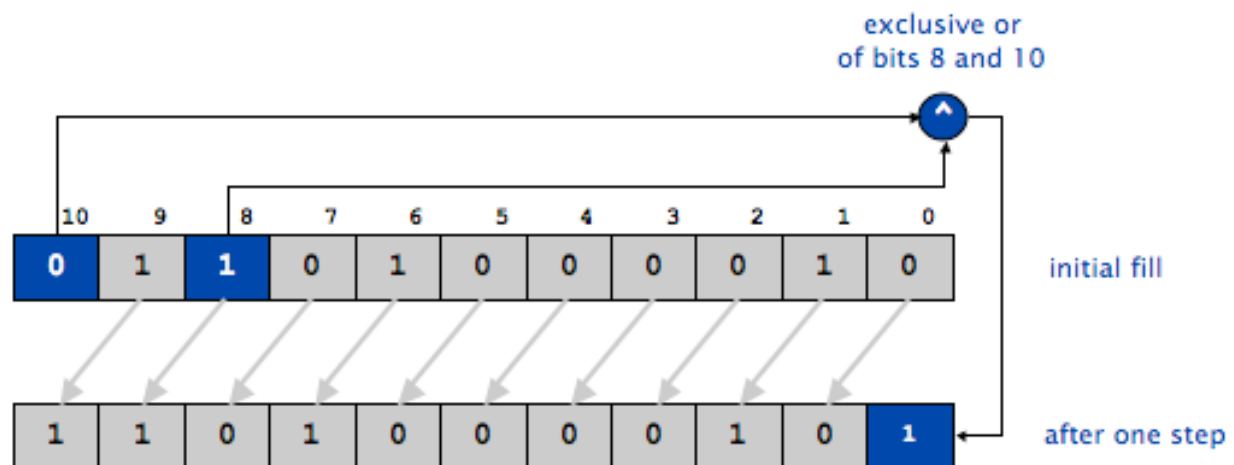 exclusive or
of bits 8 and 10
^
10 9 8 7 6 5 4 3 2 1 0
0 1 1 0 1 0 0 0 0 1 0
initial fill
1 1 0 1 0 0 0 0 1 0 1
after one step